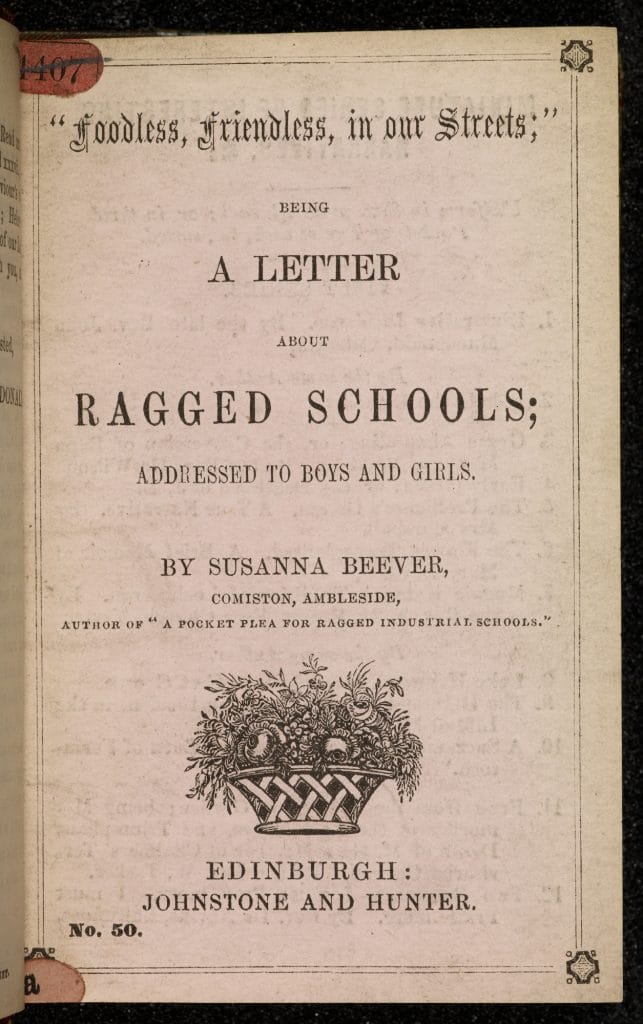 1407
"Foodless, Friendless, in our Streets;"
BEING
A LETTER
ABOUT
RAGGED SCHOOLS;
ADDRESSED TO BOYS AND GIRLS.
BY SUSANNA BEEVER,
COMISTON, AMBLESIDE,
AUTHOR OF "A POCKET PLEA FOR RAGGED INDUSTRIAL SCHOOLS."
EDINBURGH:
JOHNSTONE AND HUNTER.
No. 50.
a